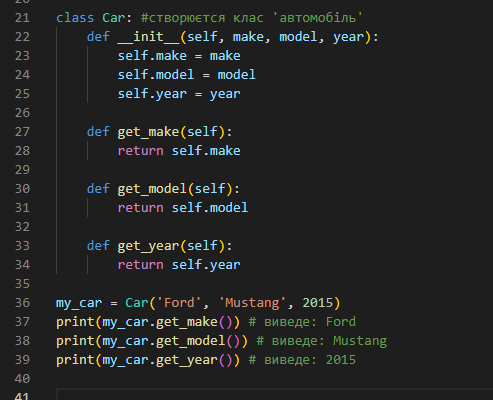 20
21 class Car: #створюєтся клас 'автомобіль'
22     def __init__(self, make, model, year):
23         self.make = make
24         self.model = model
25         self.year = year
26
27     def get_make(self):
28         return self.make
29
30     def get_model(self):
31         return self.model
32
33     def get_year(self):
34         return self.year
35
36 my_car = Car('Ford', 'Mustang', 2015)
37 print(my_car.get_make()) # виведе: Ford
38 print(my_car.get_model()) # виведе: Mustang
39 print(my_car.get_year()) # виведе: 2015
40
41